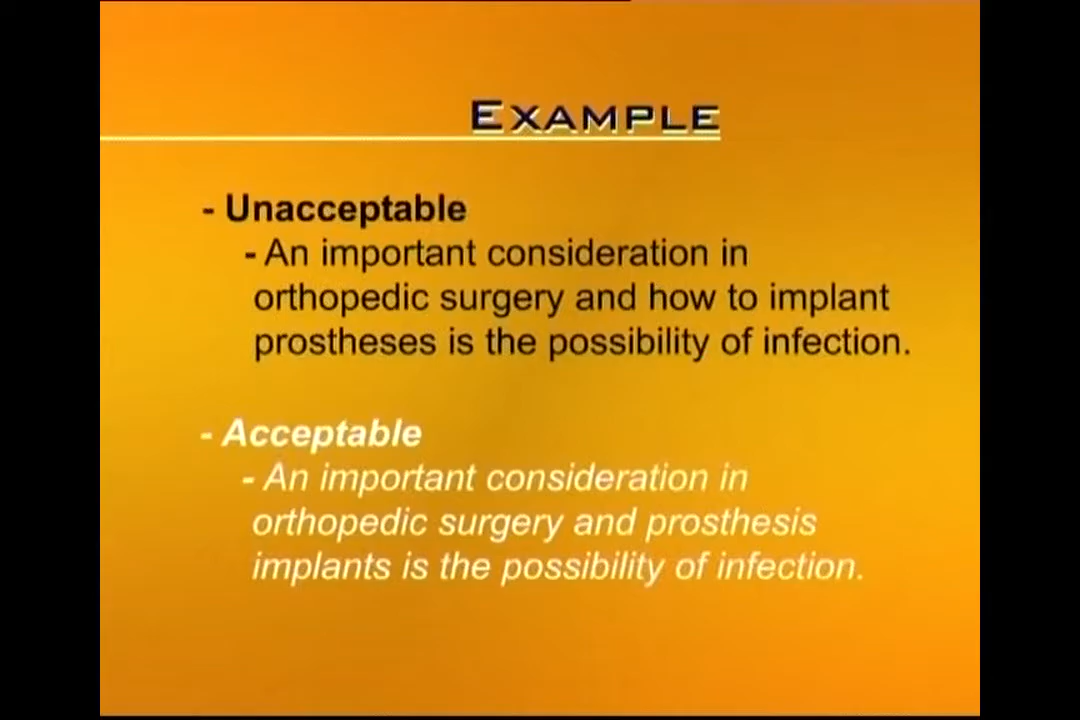 EXAMPLE
- Unacceptable
- An important consideration in
orthopedic surgery and how to implant
prostheses is the possibility of infection.
- Acceptable
- An important consideration in
orthopedic surgery and prosthesis
implants is the possibility of infection.